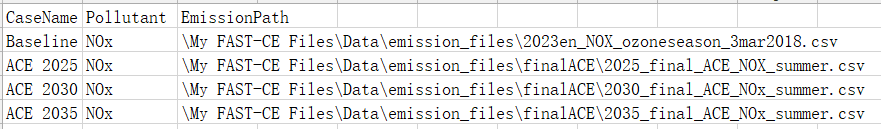 CaseName Pollutant EmissionPath
Baseline NOx \My FAST-CE Files\Data\emission_files\2023en_NOX_ozoneseason_3mar2018.csv
ACE 2025 NOx \My FAST-CE Files\Data\emission_files\finalACE\2025_final_ACE_NOX_summer.csv
ACE 2030 NOx \My FAST-CE Files\Data\emission_files\finalACE\2030_final_ACE_NOx_summer.csv
ACE 2035 NOx \My FAST-CE Files\Data\emission_files\finalACE\2035_final_ACE_NOx_summer.csv